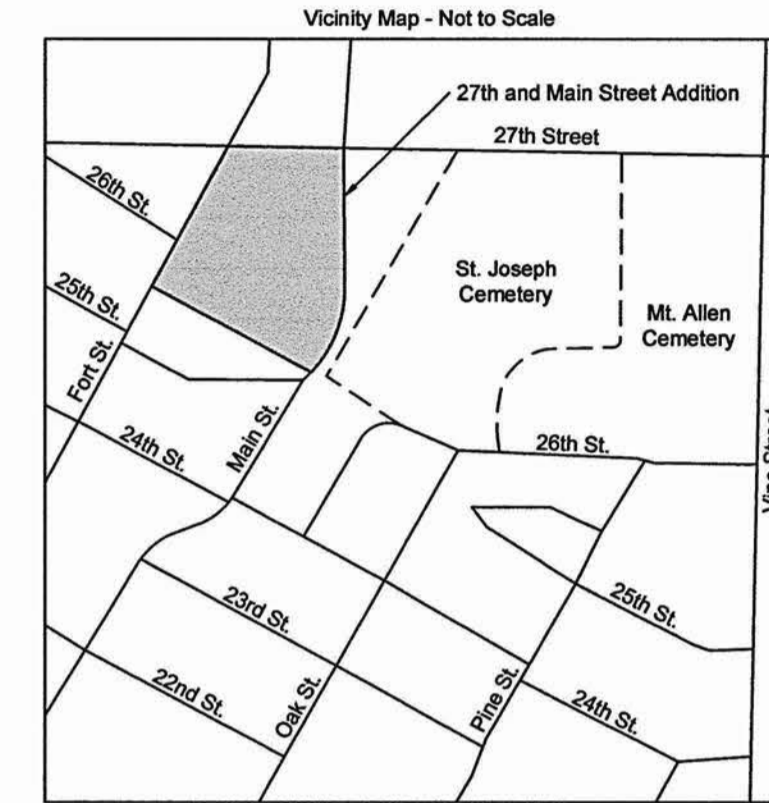 Vicinity Map - Not to Scale
27th and Main Street Addition
27th Street
26th St.
St. Joseph
Cemetery
Mt. Allen
Cemetery
25th St.
Fort St.
Main St.
24th St.
26th St.
Vine Street
23rd St.
25th St.
22nd St.
Oak St.
Pine St.
24th St.